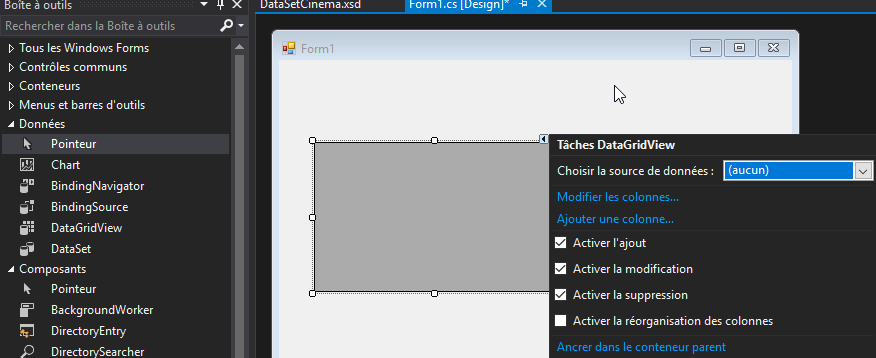 Boîte à outils
Rechercher dans la Boîte à outils
Tous les Windows Forms
Contrôles communs
Conteneurs
Menus et barres d'outils
Données
Pointeur
Chart
BindingNavigator
BindingSource
DataGridView
DataSet
Composants
Pointeur
BackgroundWorker
DirectoryEntry
DirectorySearcher
DataSetCinema.xsd
Form1.cs [Design]*
Form1
Tâches DataGridView
Choisir la source de données : (aucun)
Modifier les colonnes...
Ajouter une colonne...
Activer l'ajout
Activer la modification
Activer la suppression
Activer la réorganisation des colonnes
Ancrer dans le conteneur parent